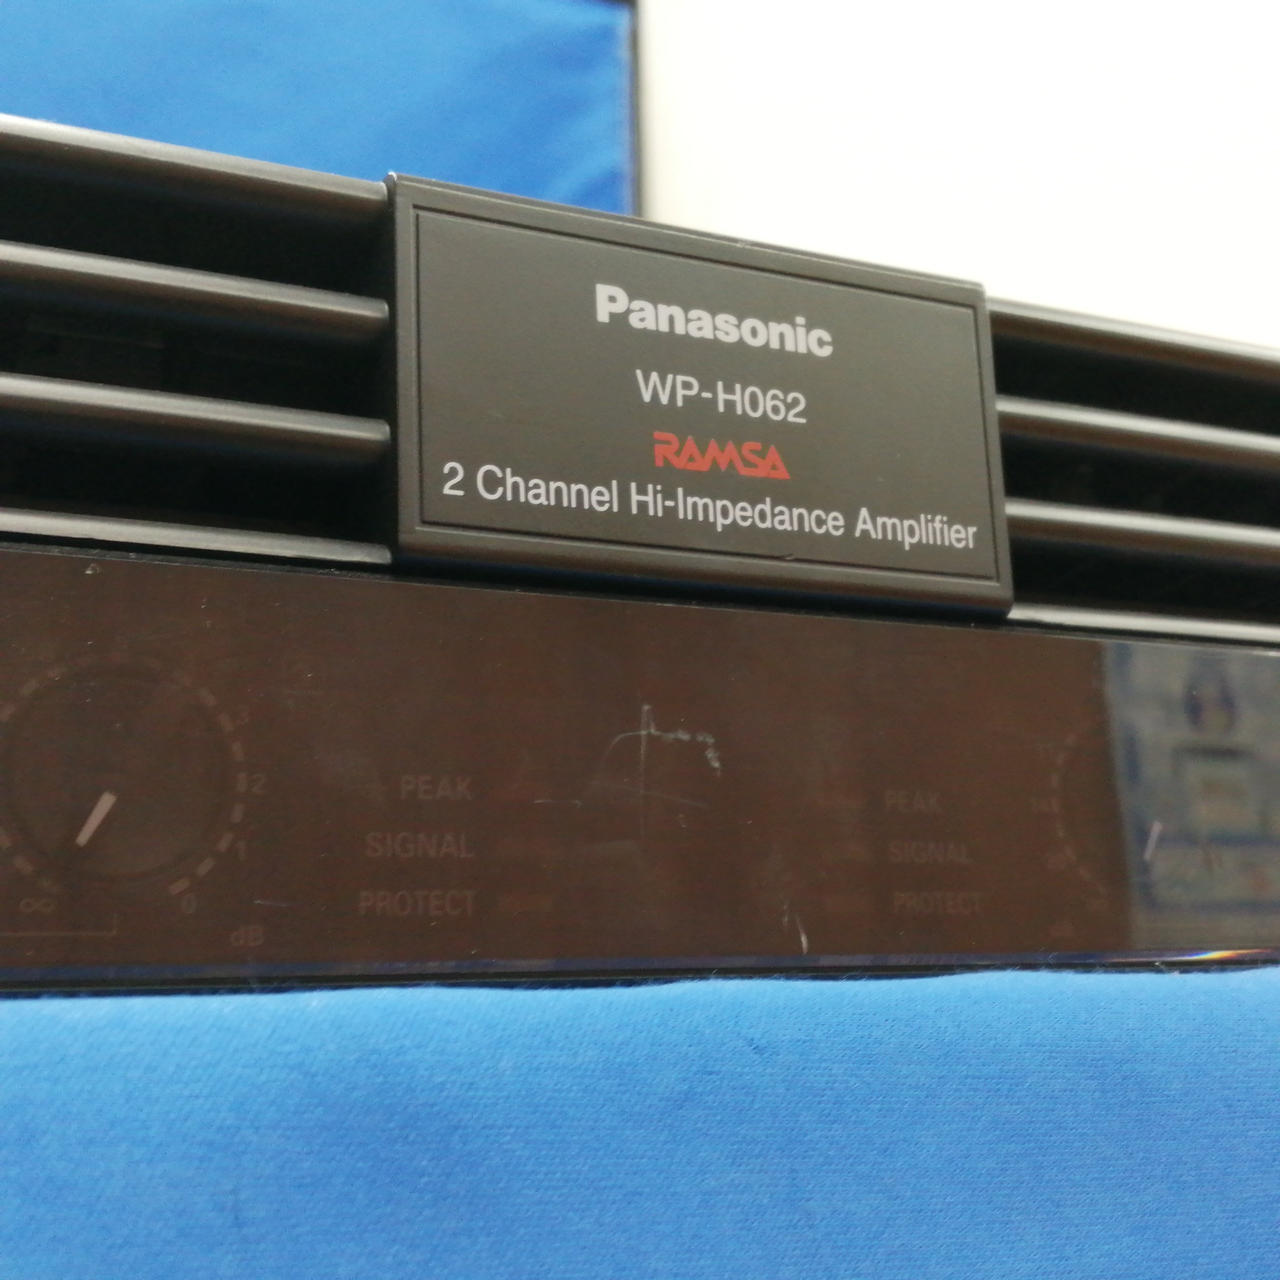 Panasonic
WP-H062
RAMSA
2 Channel Hi-Impedance Amplifier
PEAK
SIGNAL
PROTECT
PEAK
SIGNAL
PROTECT
2
1
0
∞
dB